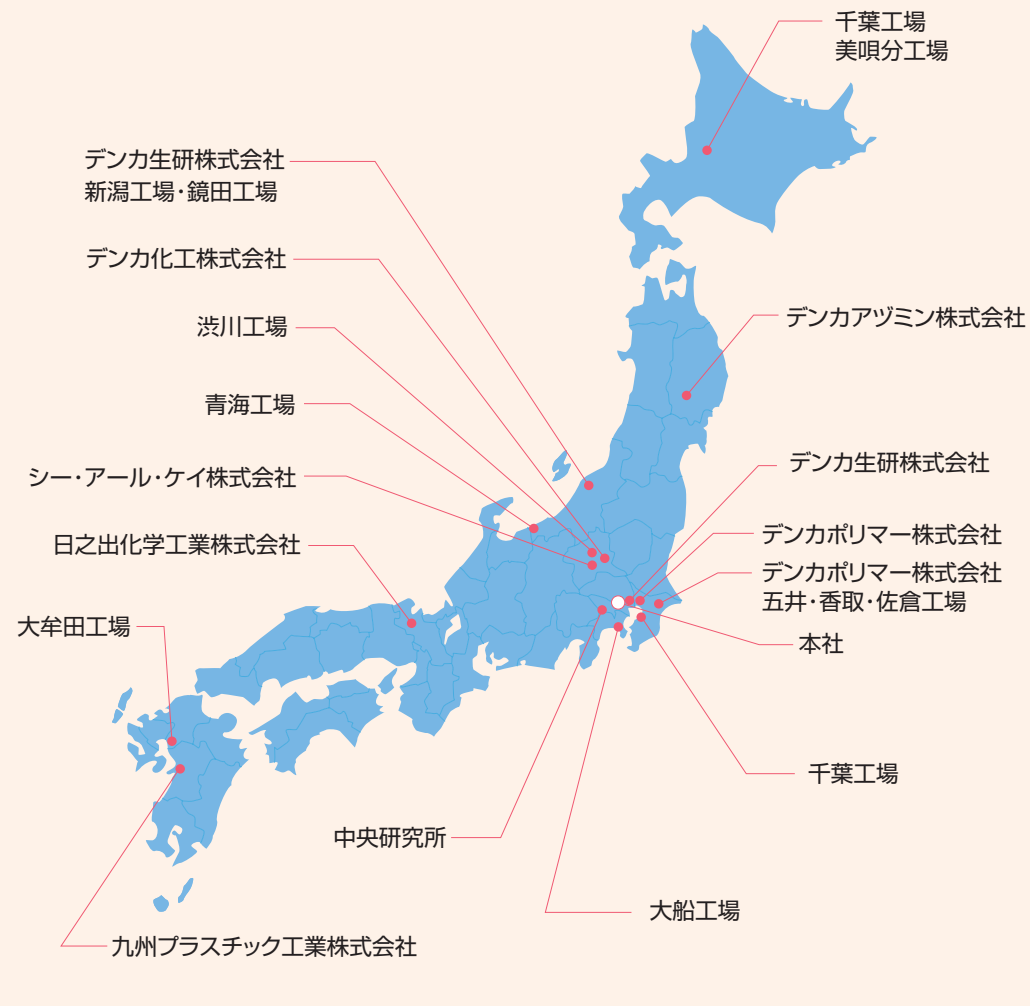 千葉工場
美唄分工場
デンカ生研株式会社
新潟工場・鏡田工場
デンカ化工株式会社
渋川工場
デンカアヅミン株式会社
青海工場
デンカ生研株式会社
シー・アール・ケイ株式会社
デンカポリマー株式会社
日之出化学工業株式会社
デンカポリマー株式会社
五井・香取・佐倉工場
大牟田工場
本社
千葉工場
中央研究所
大船工場
九州プラスチック工業株式会社